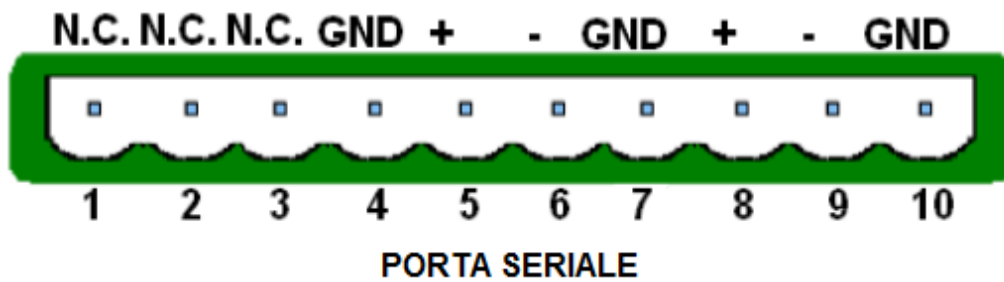 N.C. N.C. N.C. GND + - GND + - GND
1 2 3 4 5 6 7 8 9 10
PORTA SERIALE